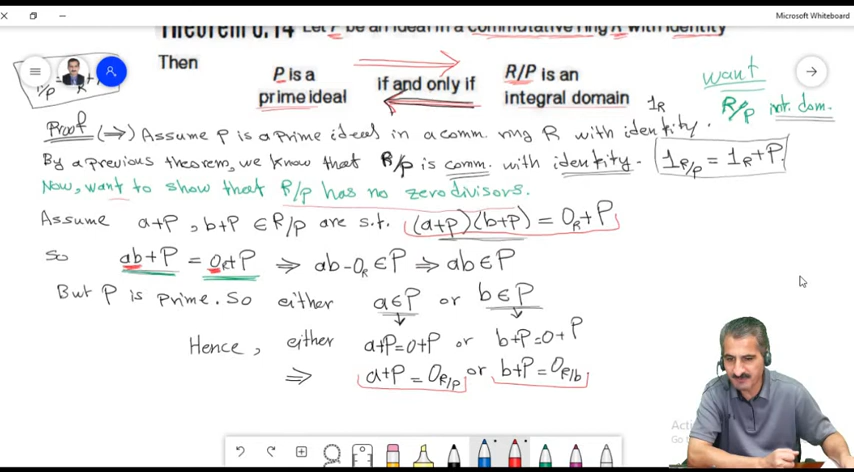 Microsoft Whiteboard
Theorem 6.14 Let P be an ideal in a commutative ring R with identity
Then
P is a prime ideal if and only if R/P is an integral domain
want
R/P int. dom.
1R
Proof (⇒) Assume P is a prime ideal in a comm. ring R with identity.
By a previous theorem, we know that R/P is comm. with identity. 1R/P = 1R+P
Now, want to show that R/P has no zero divisors.
Assume a+P, b+P ∈ R/P are s.t. (a+P)(b+P) = 0R+P
So ab+P = 0R+P ⇒ ab-0R ∈ P ⇒ ab ∈ P
But P is prime. So either a∈P or b∈P
Hence, either a+P=0+P or b+P=0+P
⇒ a+P = 0R/P or b+P = 0R/b